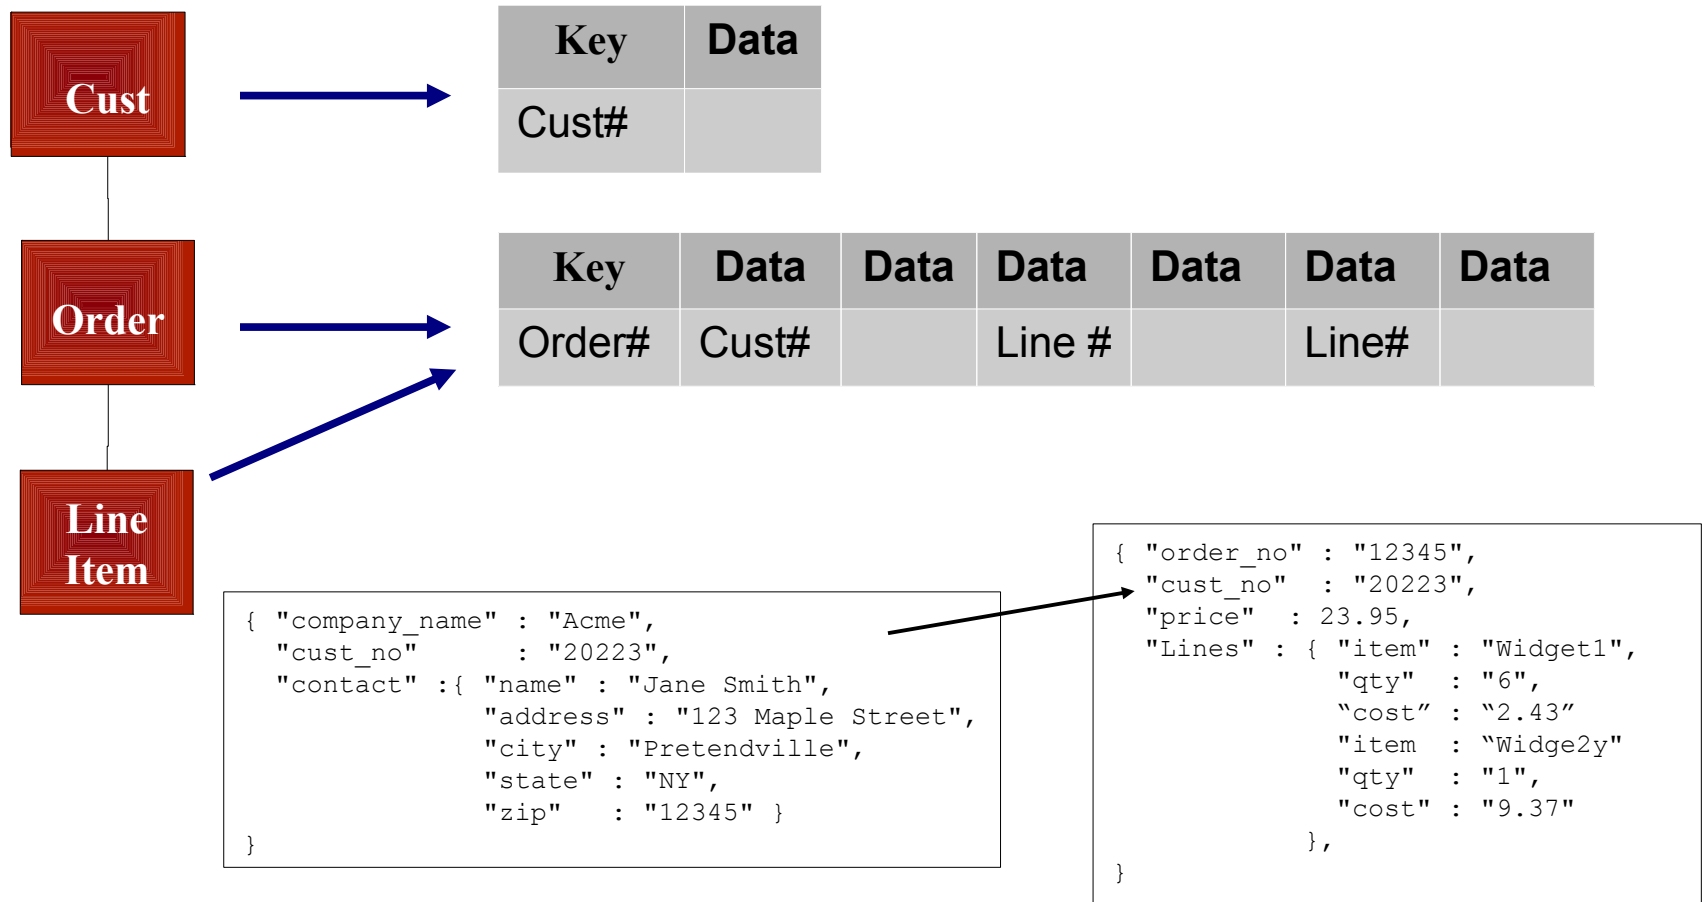 Cust
Key Data
Cust#
Order
Key Data Data Data Data Data Data
Order# Cust# Line # Line#
Line
Item
{ "company_name" : "Acme",
"cust_no" : "20223",
"contact" :{ "name" : "Jane Smith",
"address" : "123 Maple Street",
"city" : "Pretendville",
"state" : "NY",
"zip" : "12345" }
}
{ "order_no" : "12345",
"cust_no" : "20223",
"price" : 23.95,
"Lines" : { "item" : "Widget1",
"qty" : "6",
“cost” : “2.43”
"item : “Widge2y"
"qty" : "1",
"cost" : "9.37"
},
}